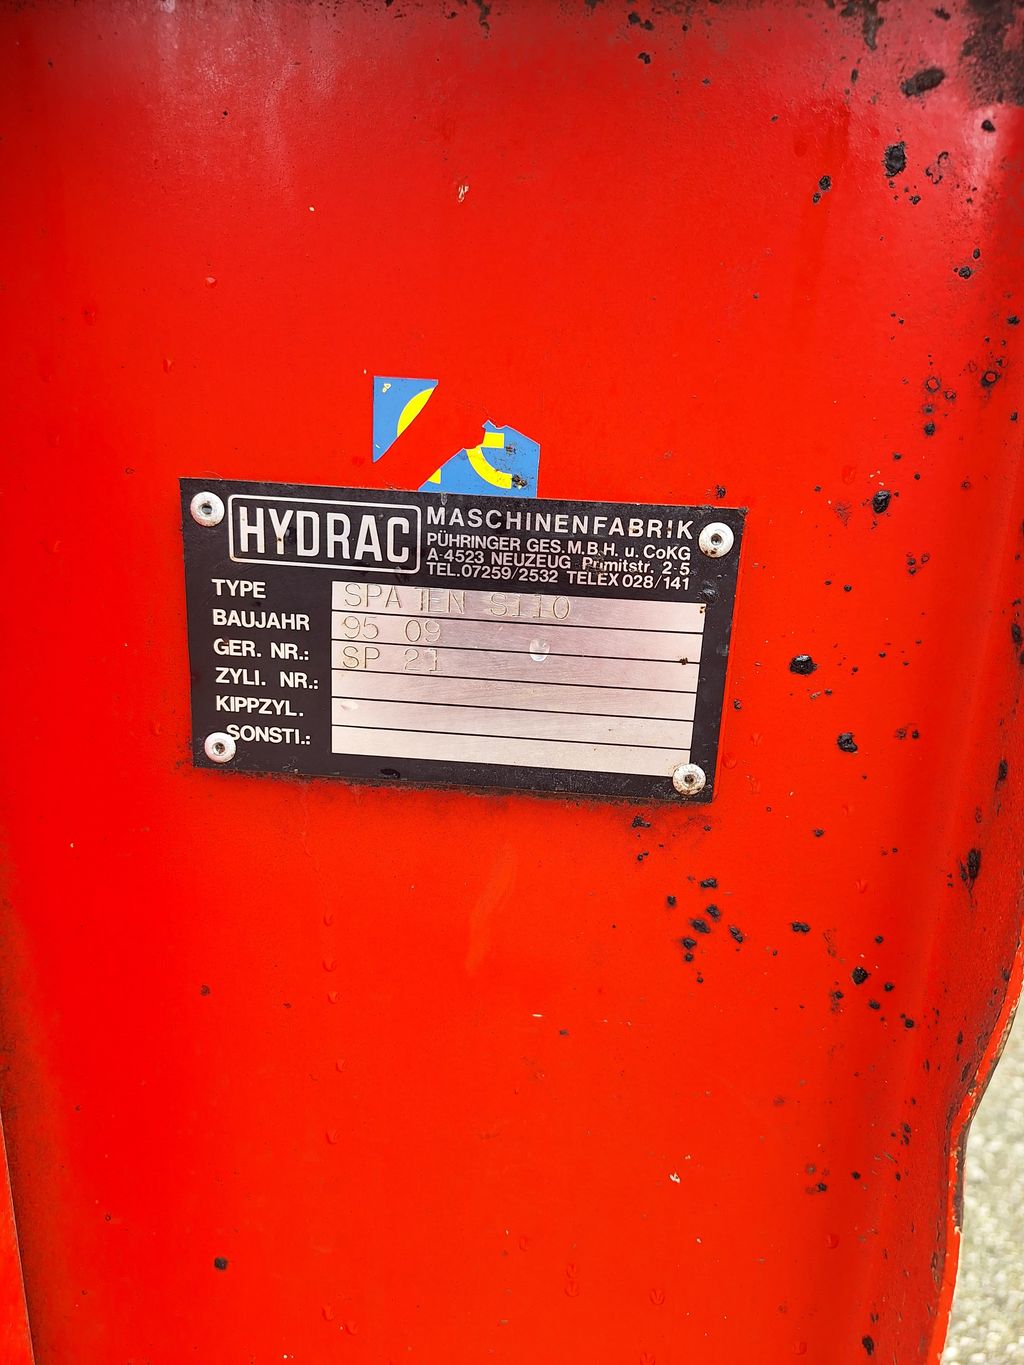 HYDRAC
MASCHINENFABRIK
PÜHRINGER GES.M.B.H. u. CoKG
A-4523 NEUZEUG Primitstr. 2-5
TEL.07259/2532 TELEX 028/141
TYPE SPATEN S110
BAUJAHR 95 09
GER. NR.: SP 21
ZYLI. NR.:
KIPPZYL.
SONSTI.: